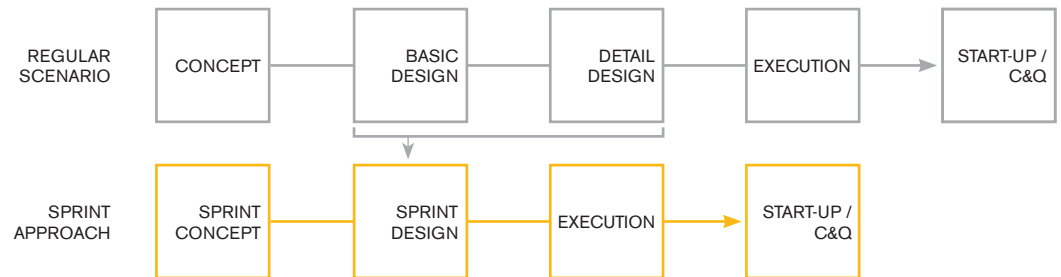 REGULAR
SCENARIO
CONCEPT
BASIC
DESIGN
DETAIL
DESIGN
EXECUTION
START-UP /
C&Q
SPRINT
APPROACH
SPRINT
CONCEPT
SPRINT
DESIGN
EXECUTION
START-UP /
C&Q